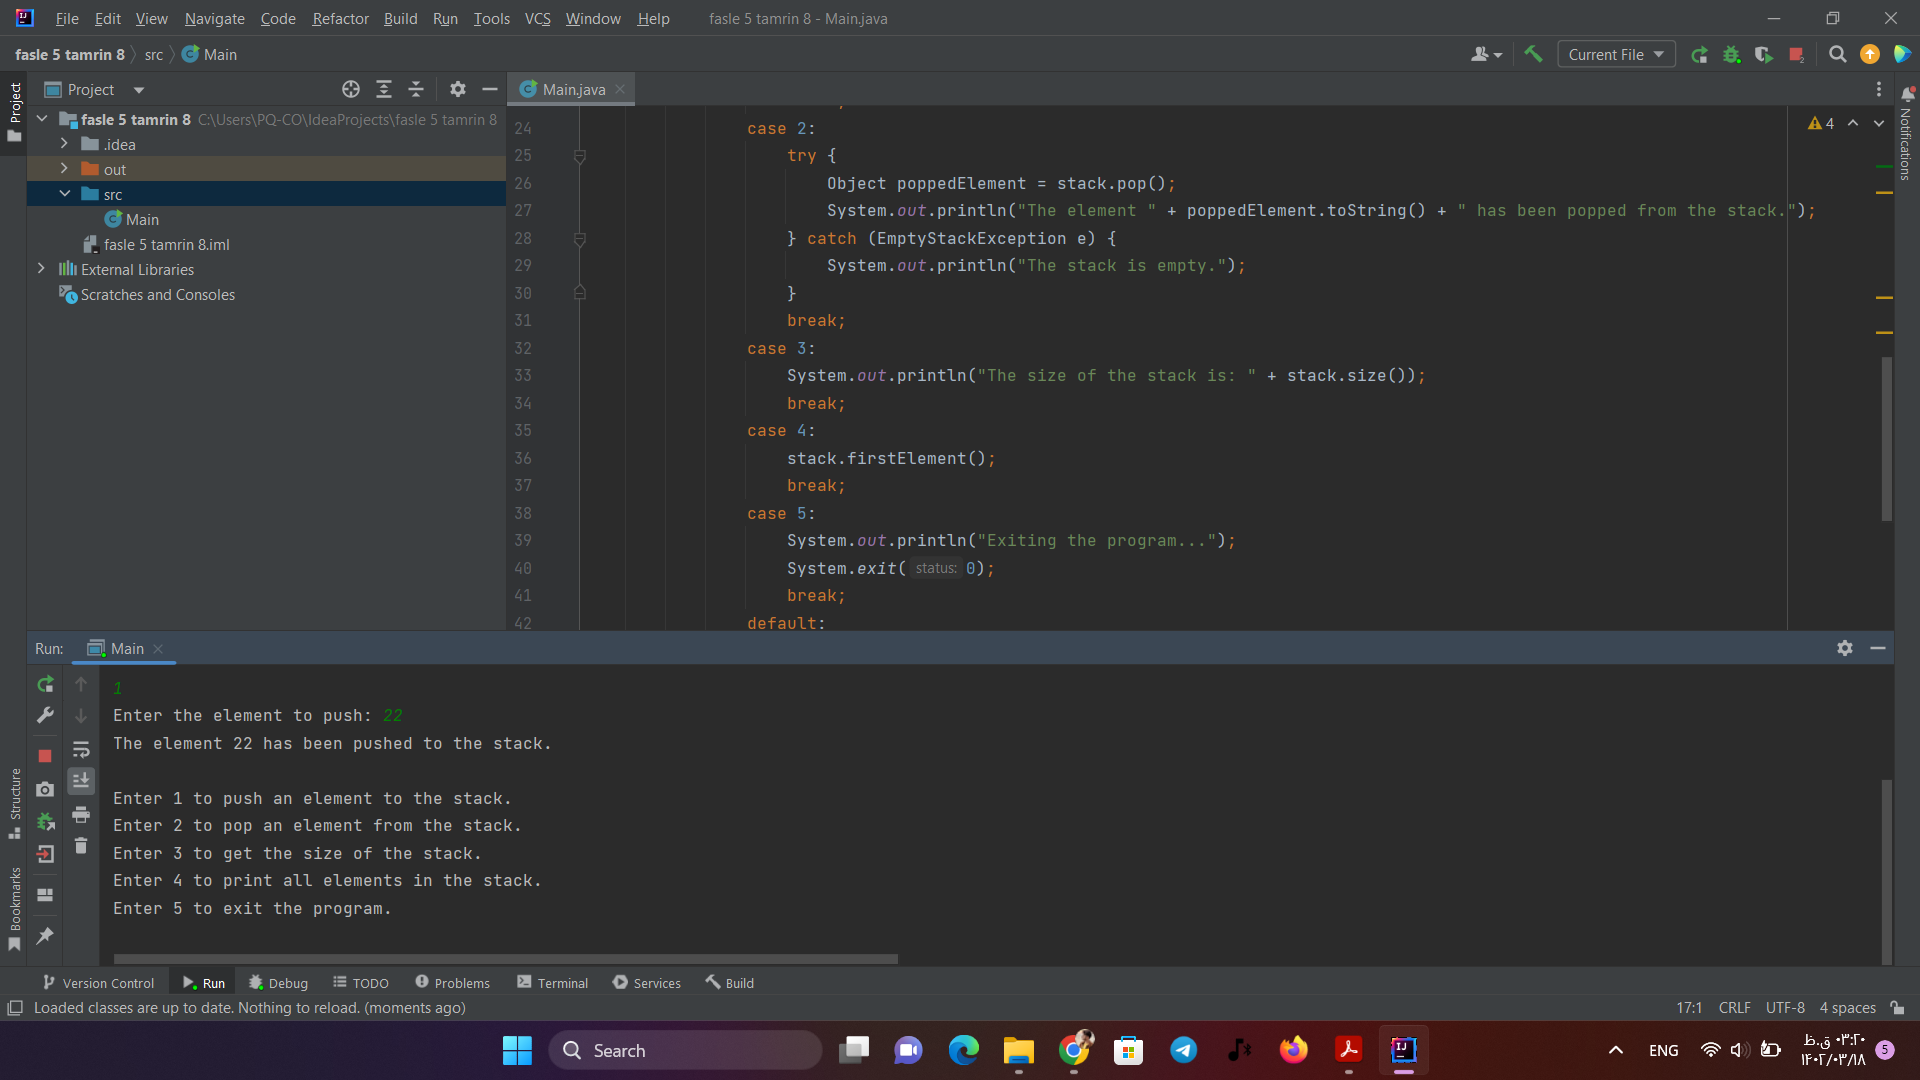 File Edit View Navigate Code Refactor Build Run Tools VCS Window Help fasle 5 tamrin 8 - Main.java
fasle 5 tamrin 8 src Main
Current File
Project
Main.java
Project
fasle 5 tamrin 8 C:\Users\PQ-CO\IdeaProjects\fasle 5 tamrin 8
.idea
out
src
Main
fasle 5 tamrin 8.iml
External Libraries
Scratches and Consoles
4
Notifications
24 case 2:
25 try {
26 Object poppedElement = stack.pop();
27 System.out.println("The element " + poppedElement.toString() + " has been popped from the stack.");
28 } catch (EmptyStackException e) {
29 System.out.println("The stack is empty.");
30 }
31 break;
32 case 3:
33 System.out.println("The size of the stack is: " + stack.size());
34 break;
35 case 4:
36 stack.firstElement();
37 break;
38 case 5:
39 System.out.println("Exiting the program...");
40 System.exit( status: 0);
41 break;
42 default:
Run: Main
1
Enter the element to push: 22
The element 22 has been pushed to the stack.
Enter 1 to push an element to the stack.
Enter 2 to pop an element from the stack.
Enter 3 to get the size of the stack.
Enter 4 to print all elements in the stack.
Enter 5 to exit the program.
Structure
Bookmarks
Version Control Run Debug TODO Problems Terminal Services Build
Loaded classes are up to date. Nothing to reload. (moments ago)
17:1 CRLF UTF-8 4 spaces
Search
ENG
۰۳:۲۰ ق.ظ
۱۴۰۲/۰۳/۱۸
5